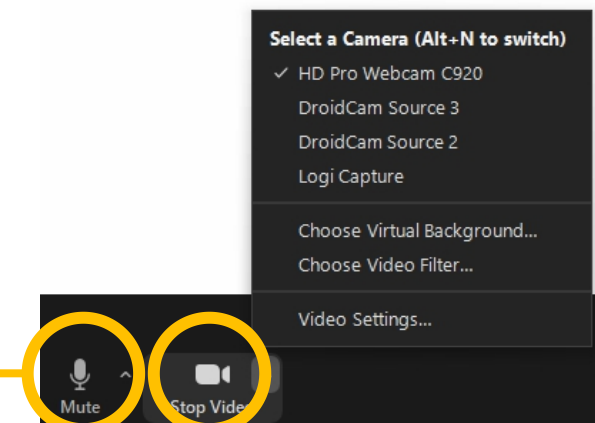 Select a Camera (Alt+N to switch)
HD Pro Webcam C920
DroidCam Source 3
DroidCam Source 2
Logi Capture
Choose Virtual Background...
Choose Video Filter...
Video Settings...
Mute
Stop Video